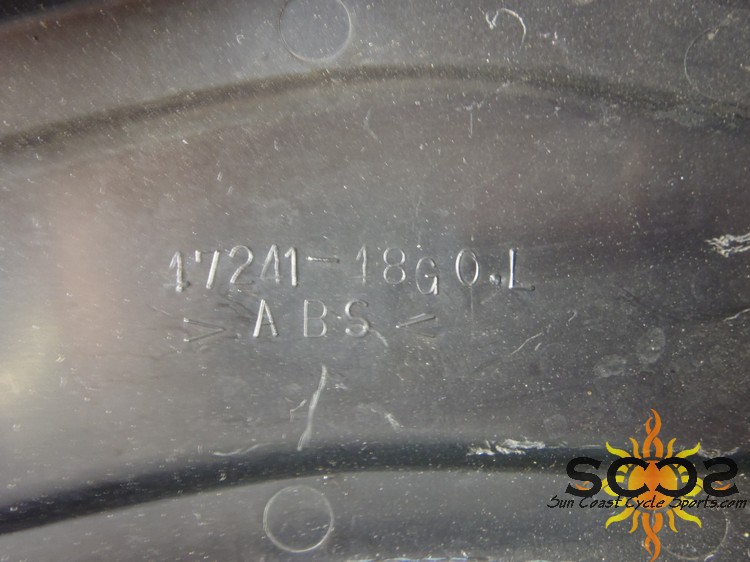 17241-18G0.L
>ABS<
SCCS
Sun Coast Cycle Sports.com